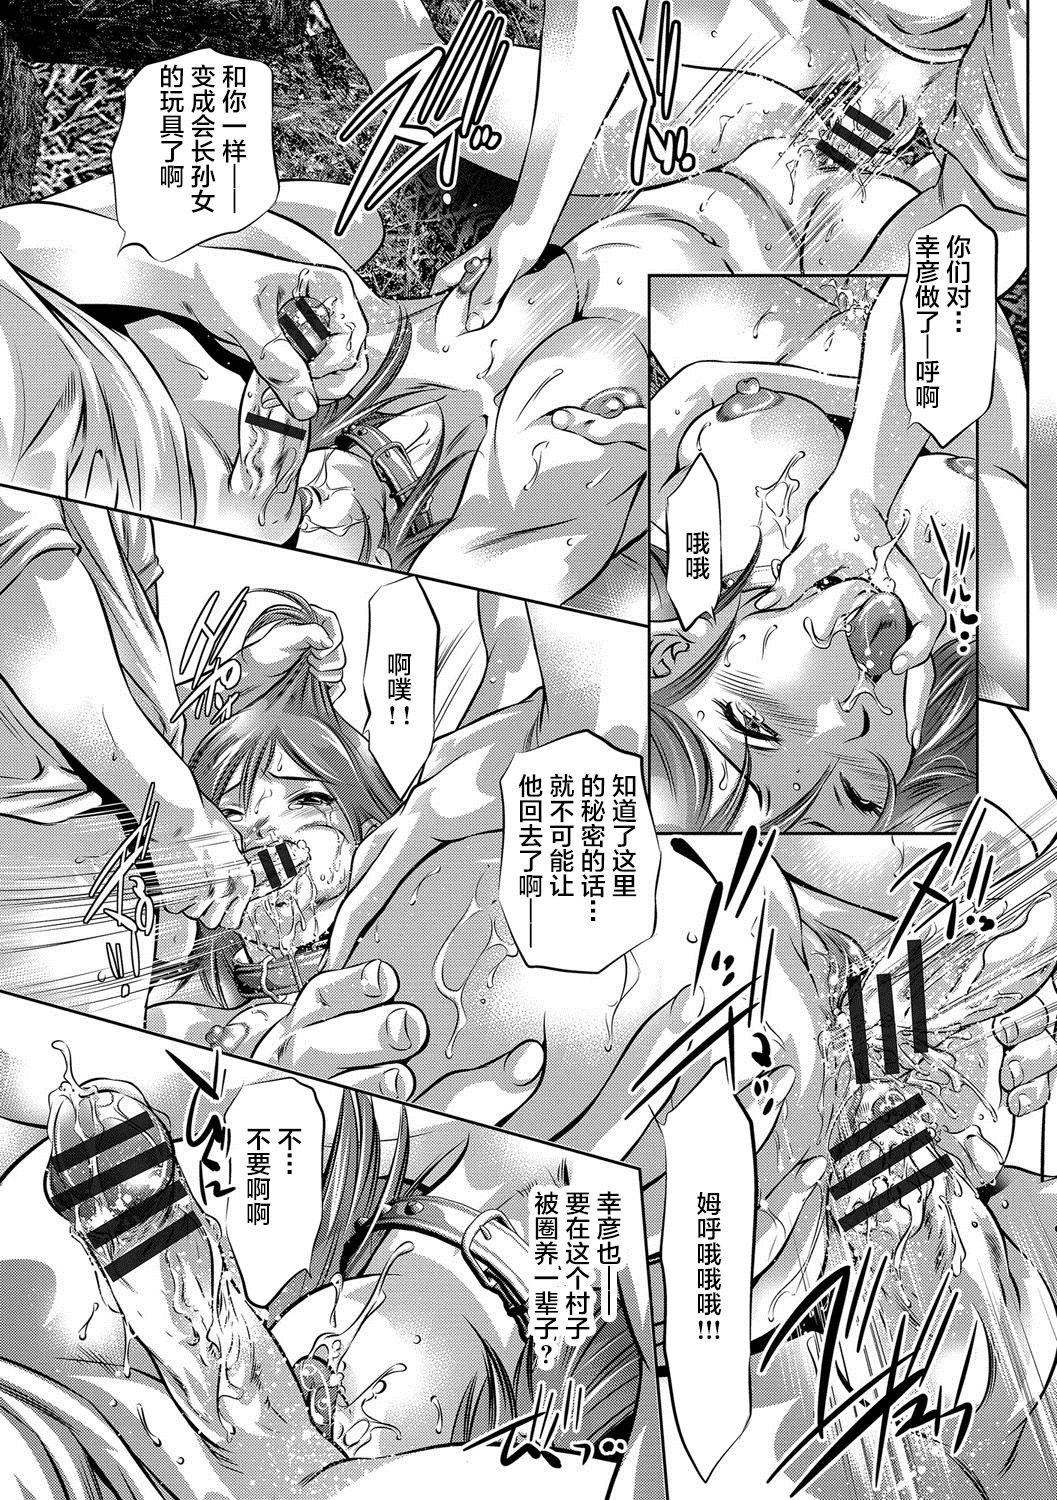 你们对…
幸彦做了—呼啊
和你一样——
变成会长孙女
的玩具了啊
哦哦
啊噗!!
知道了这里
的秘密的话…
就不可能让
他回去了啊——
姆呼哦哦哦!!!
幸彦也——
要在这个村子
被圈养一辈子?
不…
不要啊